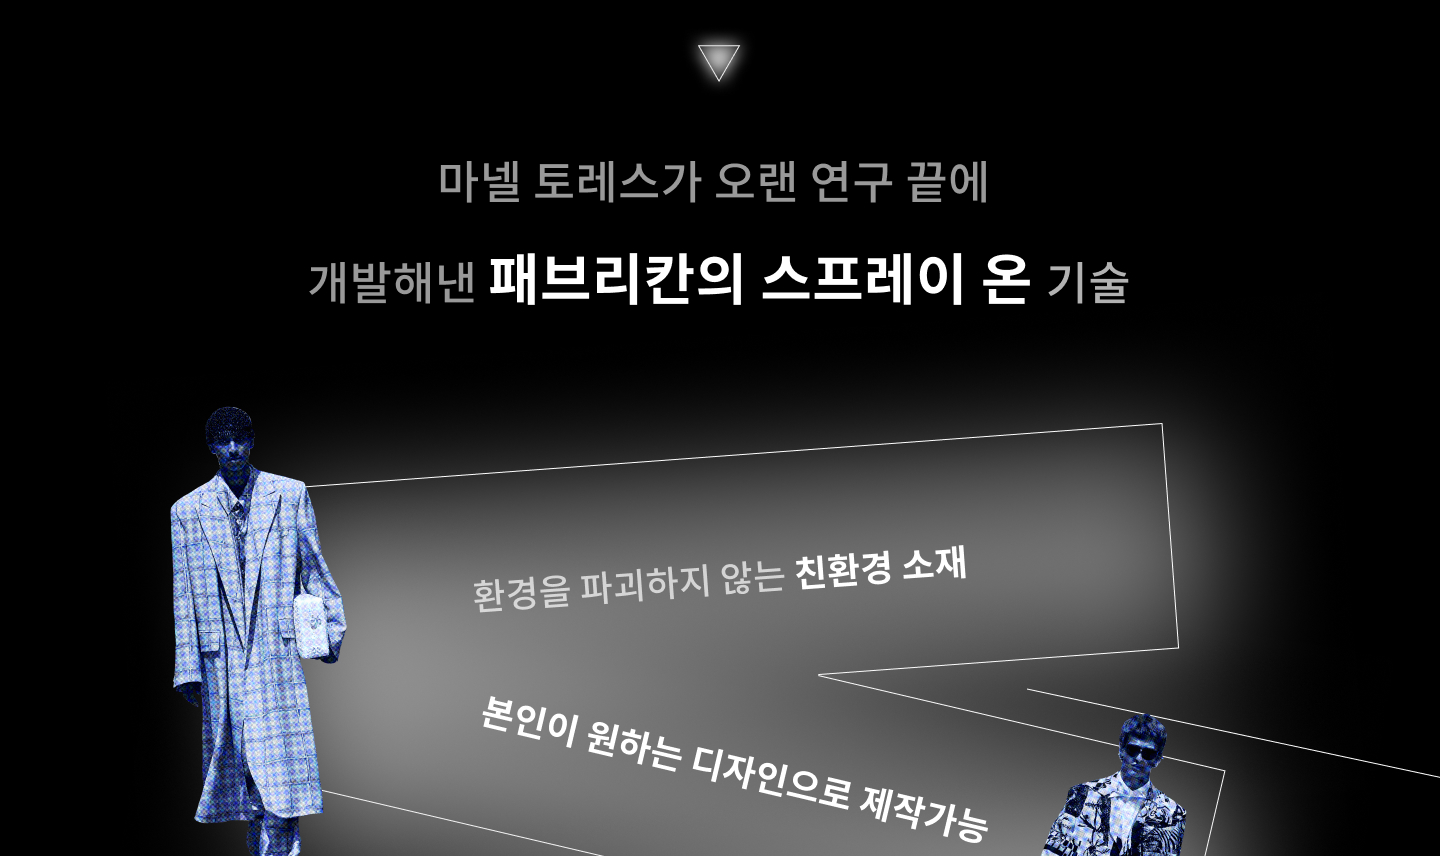 마넬 토레스가 오랜 연구 끝에
개발해낸 패브리칸의 스프레이 온 기술
환경을 파괴하지 않는 친환경 소재
본인이 원하는 디자인으로 제작가능